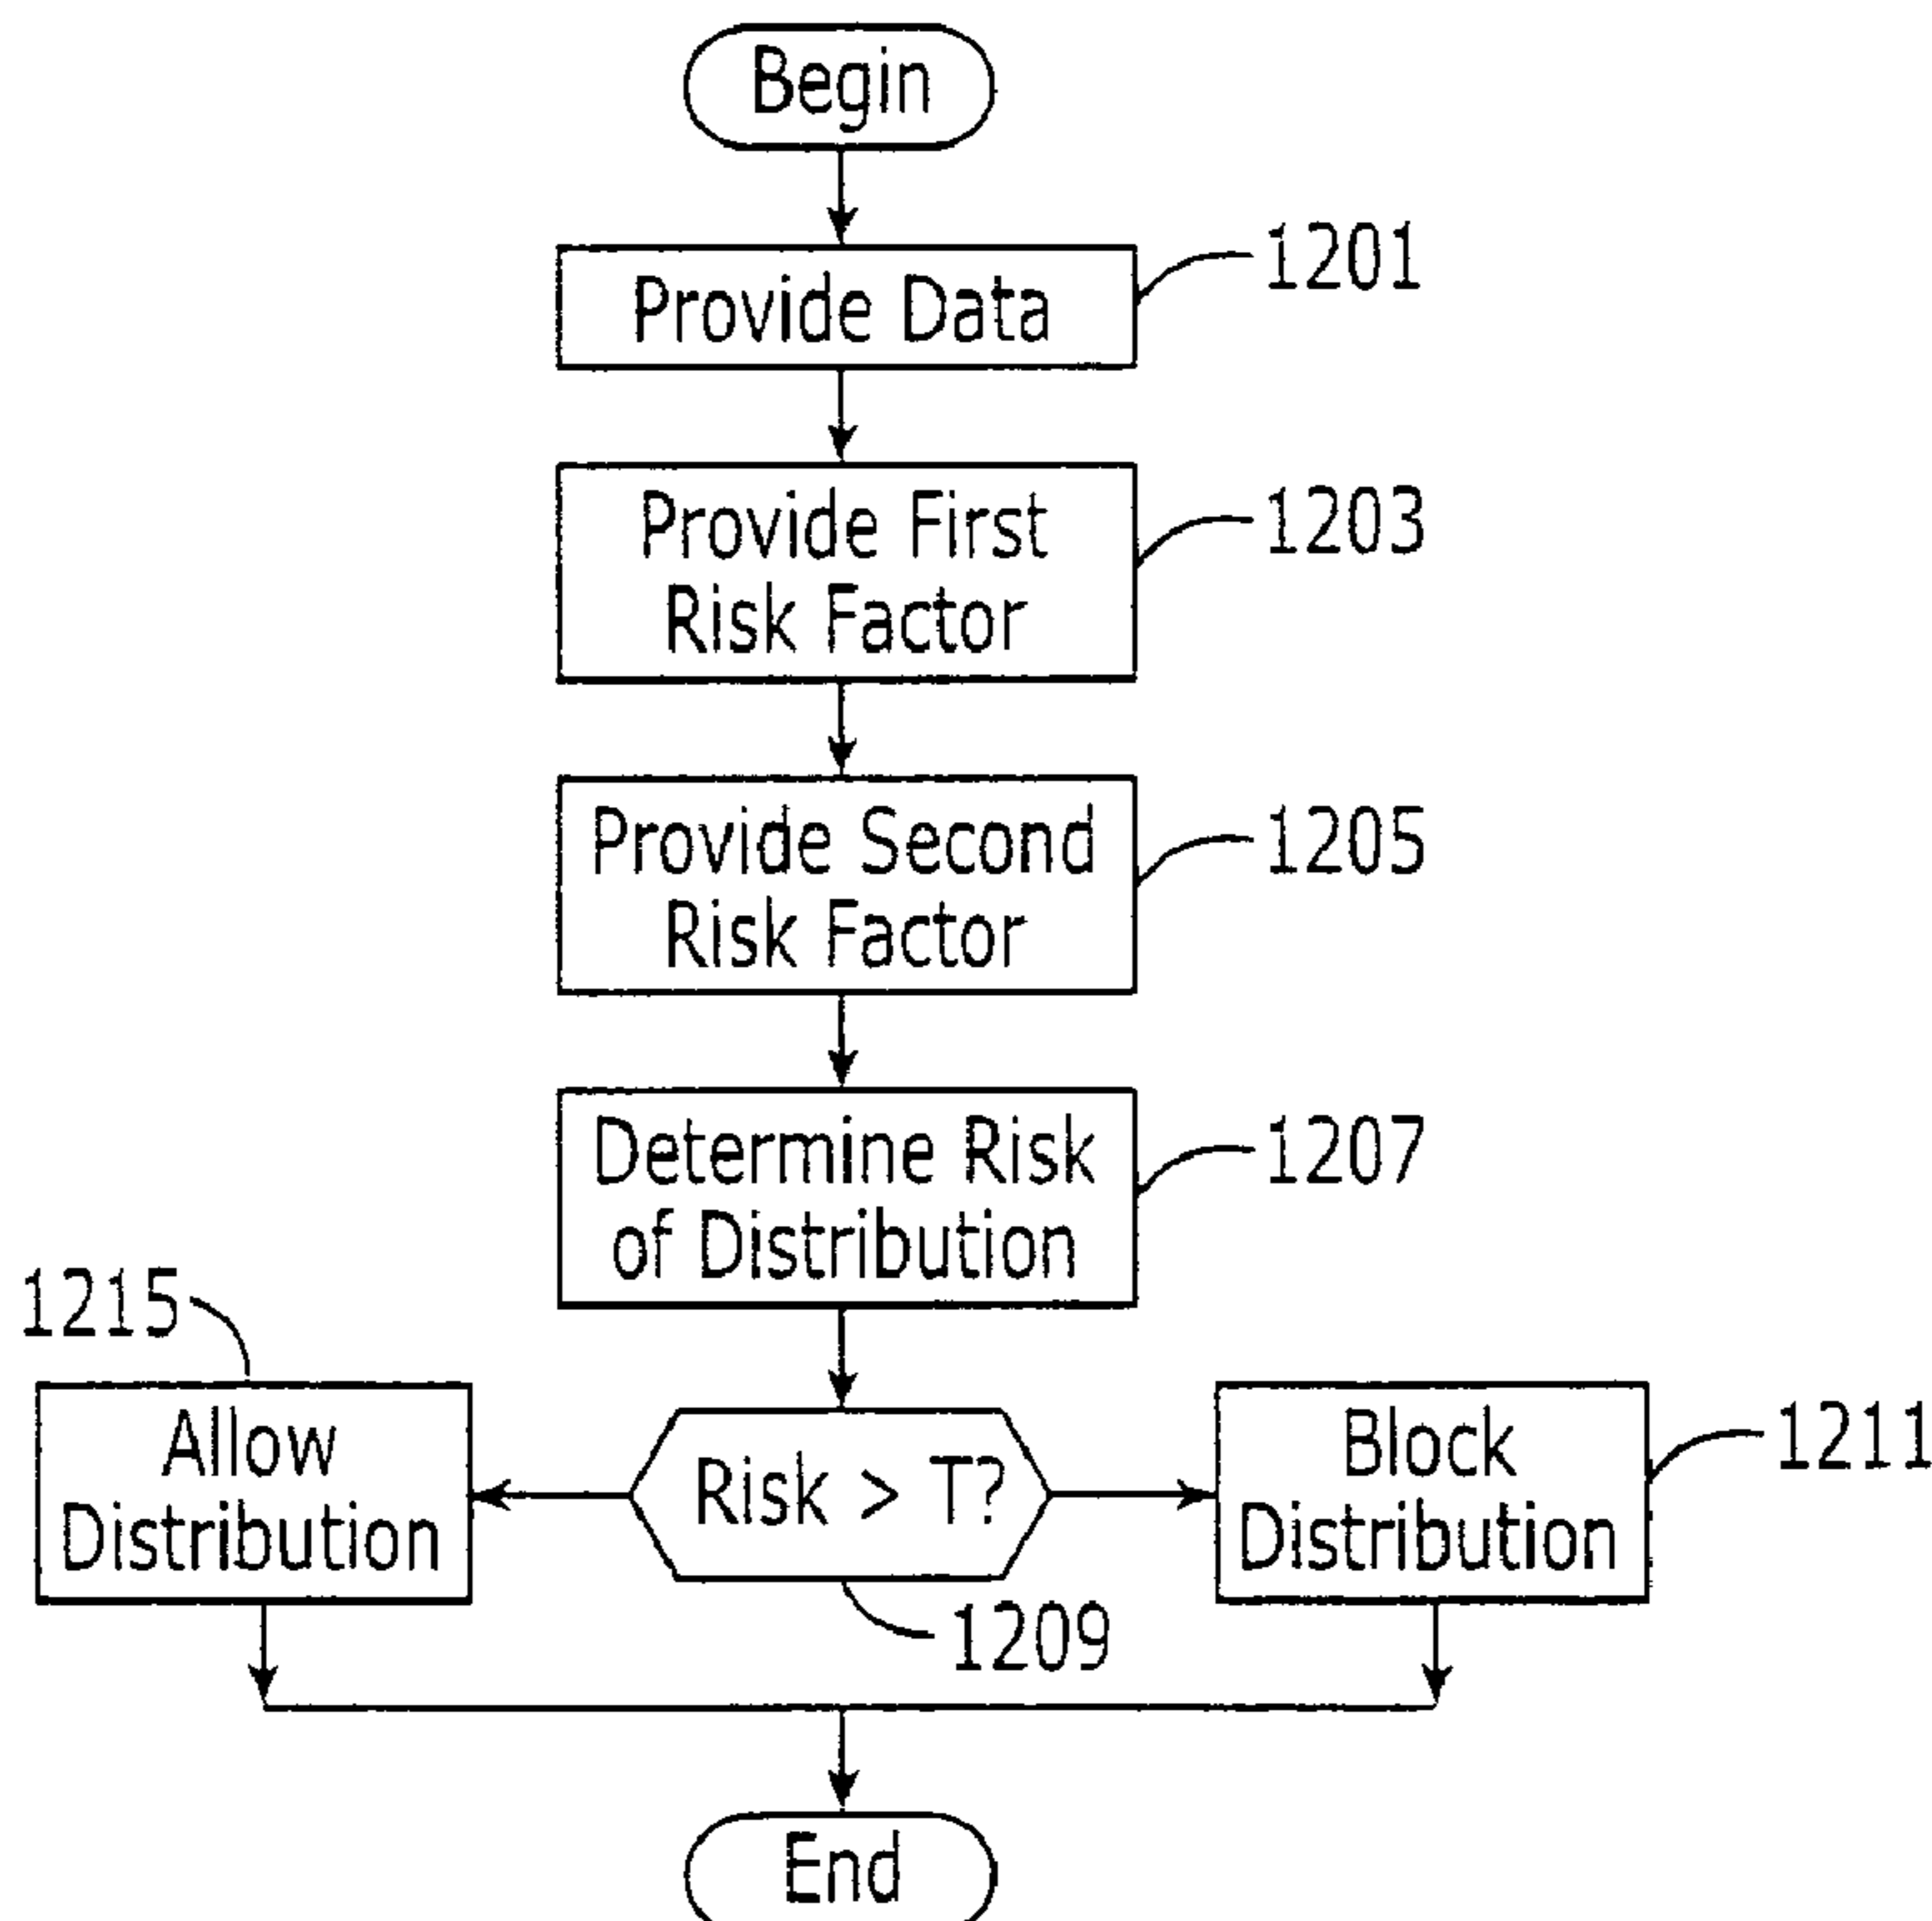 Begin
Provide Data
1201
Provide First
Risk Factor
1203
Provide Second
Risk Factor
1205
Determine Risk
of Distribution
1207
1215
Allow
Distribution
Risk > T?
1209
Block
Distribution
1211
End